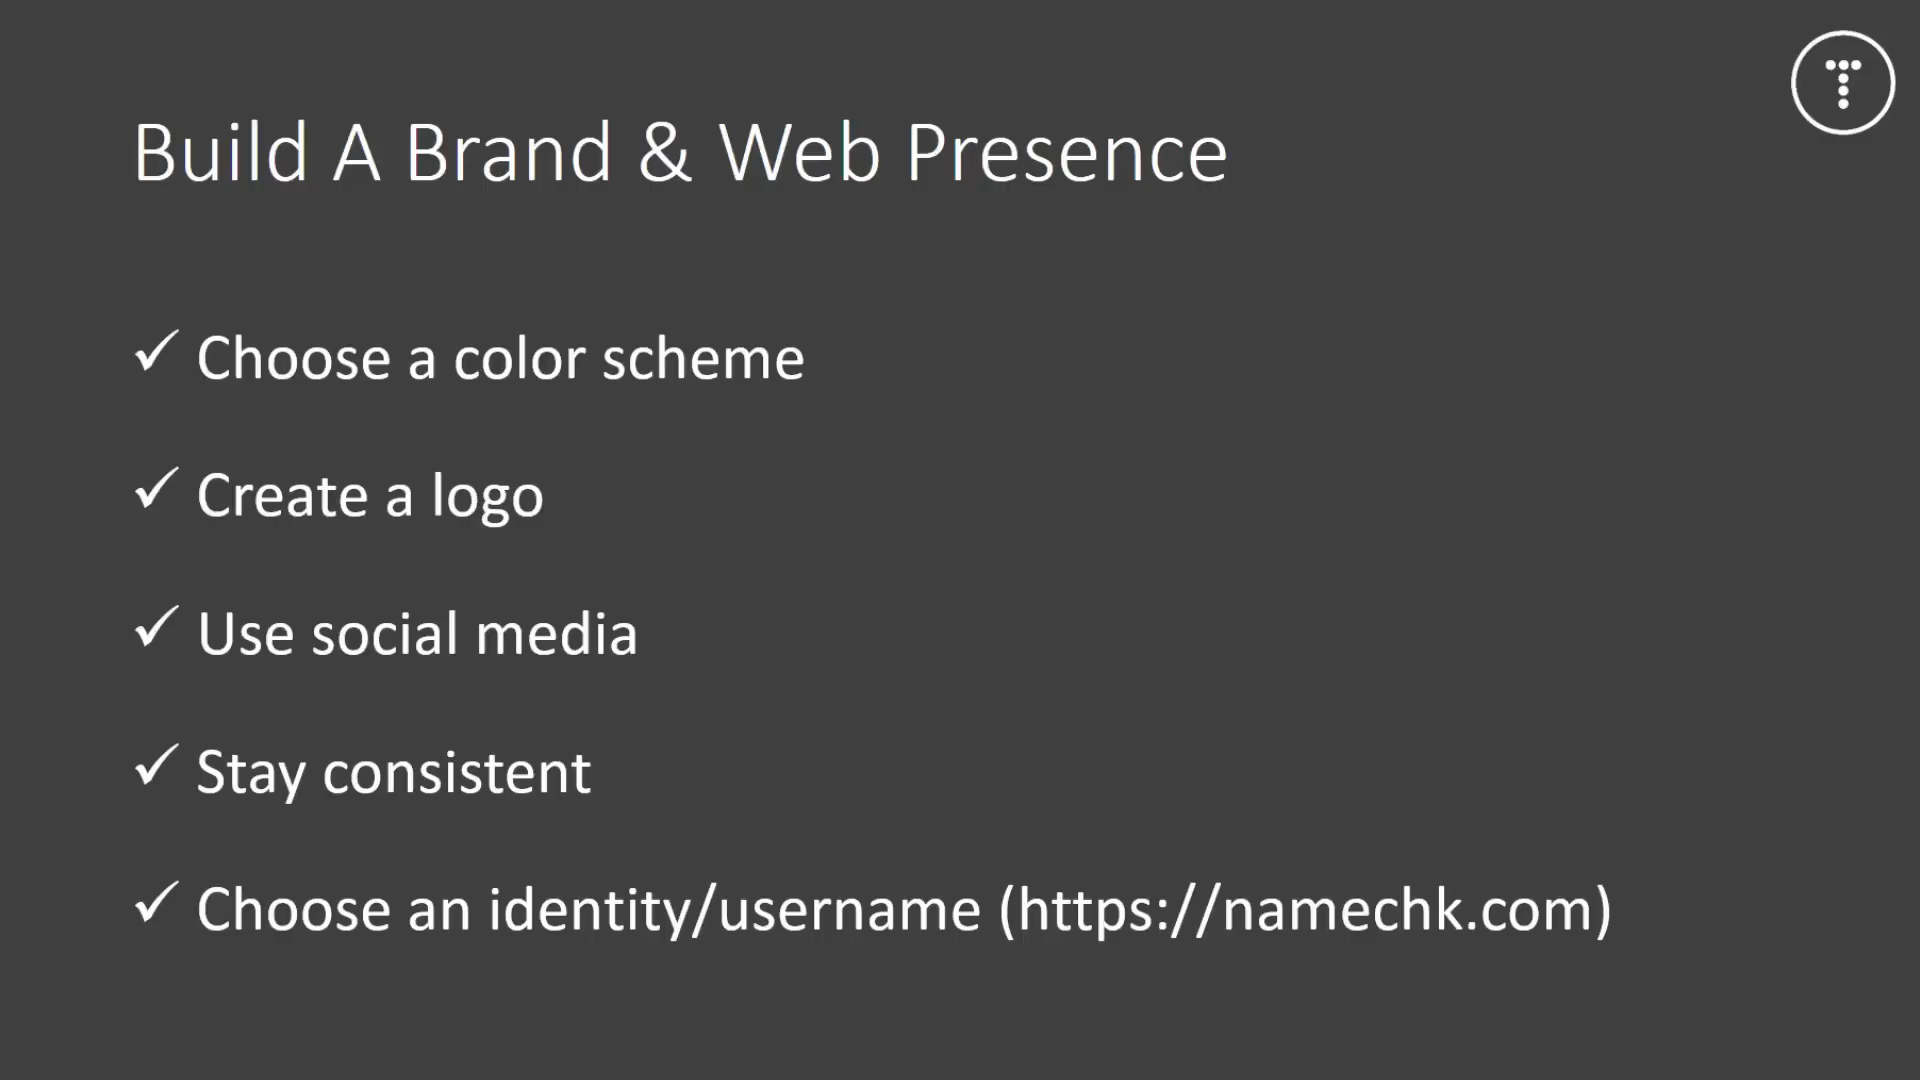 Build A Brand & Web Presence
T
✓ Choose a color scheme
✓ Create a logo
✓ Use social media
✓ Stay consistent
✓ Choose an identity/username (https://namechk.com)